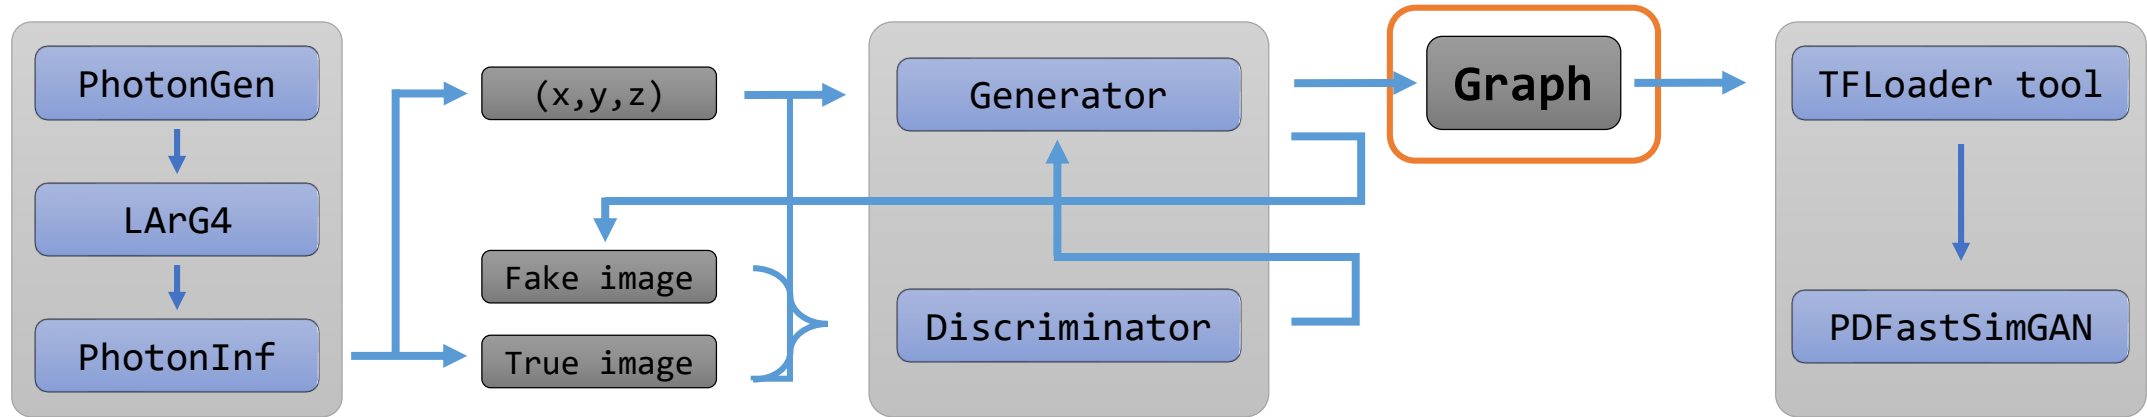 PhotonGen
LArG4
PhotonInf
(x,y,z)
Fake image
True image
Generator
Discriminator
Graph
TFLoader tool
PDFastSimGAN